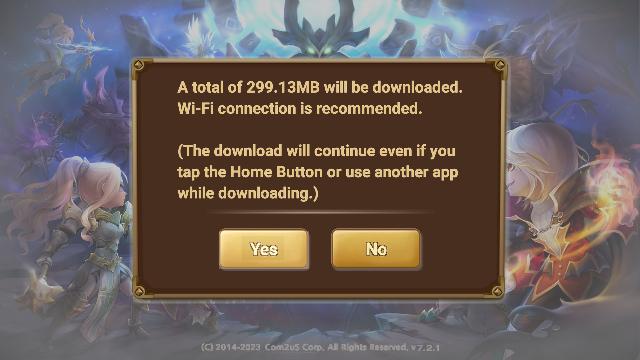 A total of 299.13MB will be downloaded.
Wi-Fi connection is recommended.
(The download will continue even if you
tap the Home Button or use another app
while downloading.)
Yes
No
(C) 2014-2023 Com2uS Corp. All Rights Reserved. v7.2.1